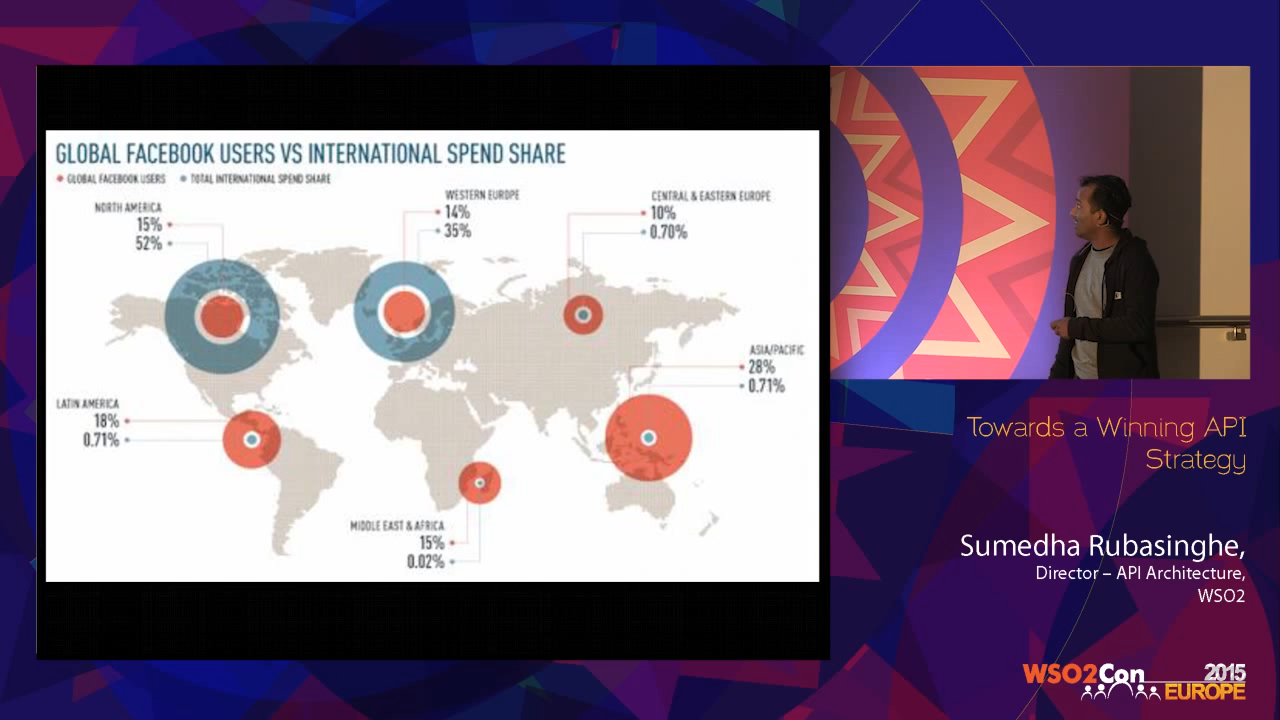 GLOBAL FACEBOOK USERS VS INTERNATIONAL SPEND SHARE
GLOBAL FACEBOOK USERS TOTAL INTERNATIONAL SPEND SHARE
NORTH AMERICA
15%
52%
WESTERN EUROPE
14%
35%
CENTRAL & EASTERN EUROPE
10%
0.70%
ASIA/PACIFIC
28%
0.71%
LATIN AMERICA
18%
0.71%
MIDDLE EAST & AFRICA
15%
0.02%
Towards a Winning API
Strategy
Sumedha Rubasinghe,
Director – API Architecture,
WSO2
WSO2Con 2015
EUROPE